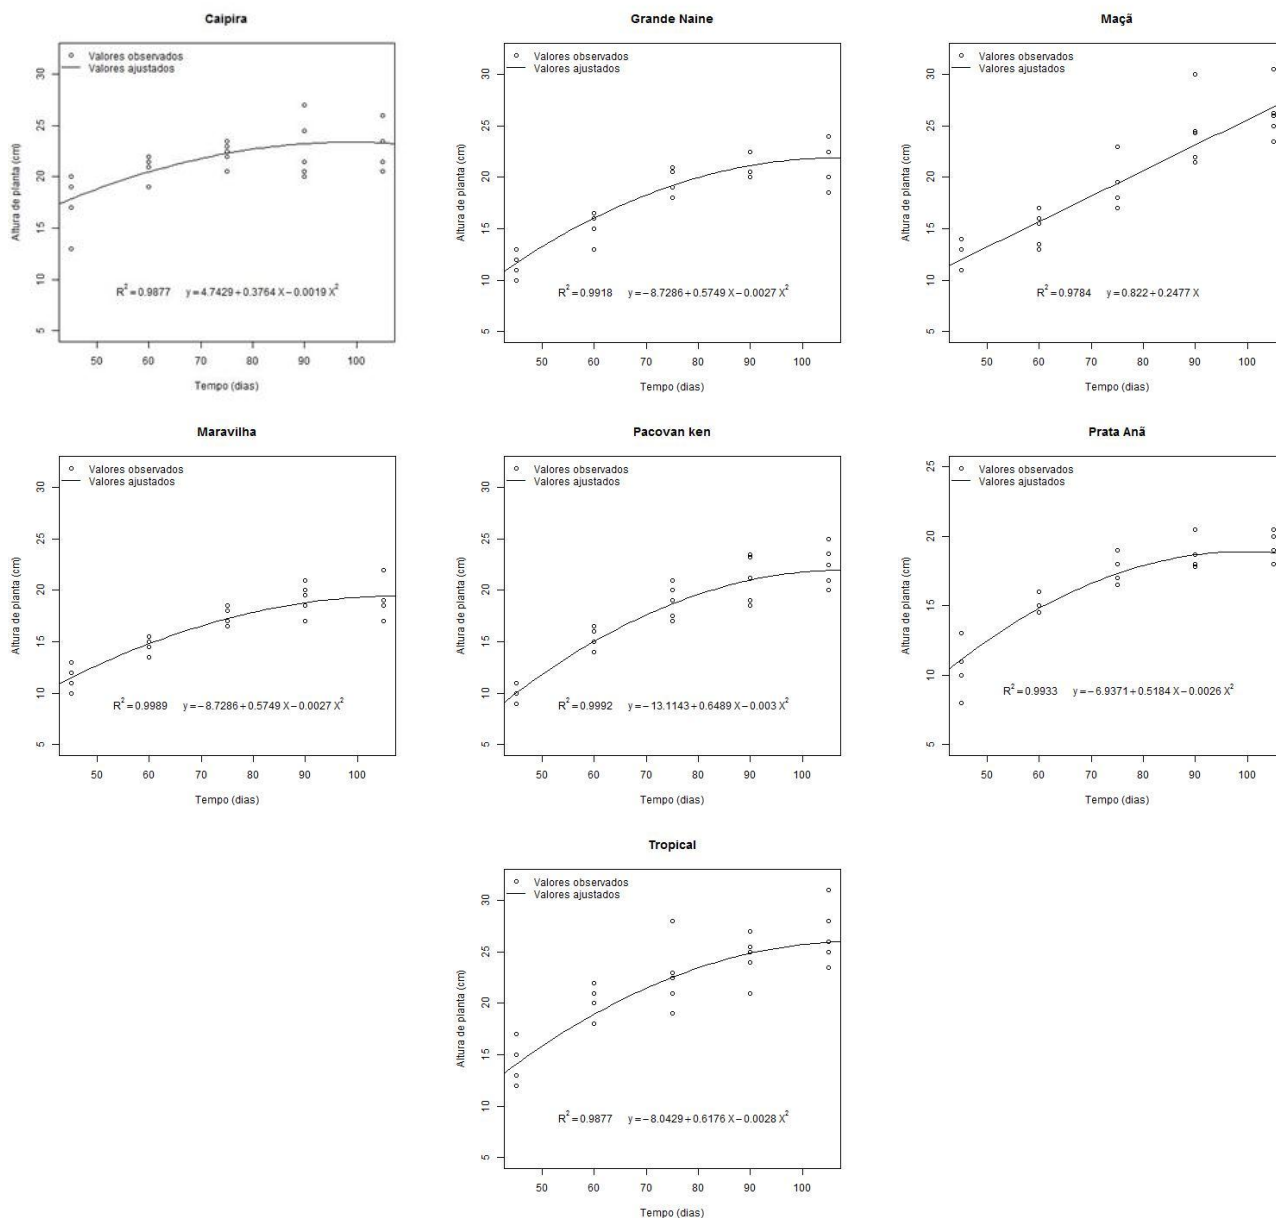 Caipira
Valores observados
Valores ajustados
Altura de planta (cm)
30
25
20
15
10
5
R² = 0.9877 y = 4.7429 + 0.3764 X − 0.0019 X²
50 60 70 80 90 100
Tempo (dias)
Grande Naine
Valores observados
Valores ajustados
Altura de planta (cm)
30
25
20
15
10
5
R² = 0.9918 y = − 8.7286 + 0.5749 X − 0.0027 X²
50 60 70 80 90 100
Tempo (dias)
Maçã
Valores observados
Valores ajustados
Altura de planta (cm)
30
25
20
15
10
5
R² = 0.9784 y = 0.822 + 0.2477 X
50 60 70 80 90 100
Tempo (dias)
Maravilha
Valores observados
Valores ajustados
Altura de planta (cm)
30
25
20
15
10
5
R² = 0.9989 y = − 8.7286 + 0.5749 X − 0.0027 X²
50 60 70 80 90 100
Tempo (dias)
Pacovan ken
Valores observados
Valores ajustados
Altura de planta (cm)
30
25
20
15
10
5
R² = 0.9992 y = − 13.1143 + 0.6489 X − 0.003 X²
50 60 70 80 90 100
Tempo (dias)
Prata Anã
Valores observados
Valores ajustados
Altura de planta (cm)
25
20
15
10
5
R² = 0.9933 y = − 6.9371 + 0.5184 X − 0.0026 X²
50 60 70 80 90 100
Tempo (dias)
Tropical
Valores observados
Valores ajustados
Altura de planta (cm)
30
25
20
15
10
5
R² = 0.9877 y = − 8.0429 + 0.6176 X − 0.0028 X²
50 60 70 80 90 100
Tempo (dias)